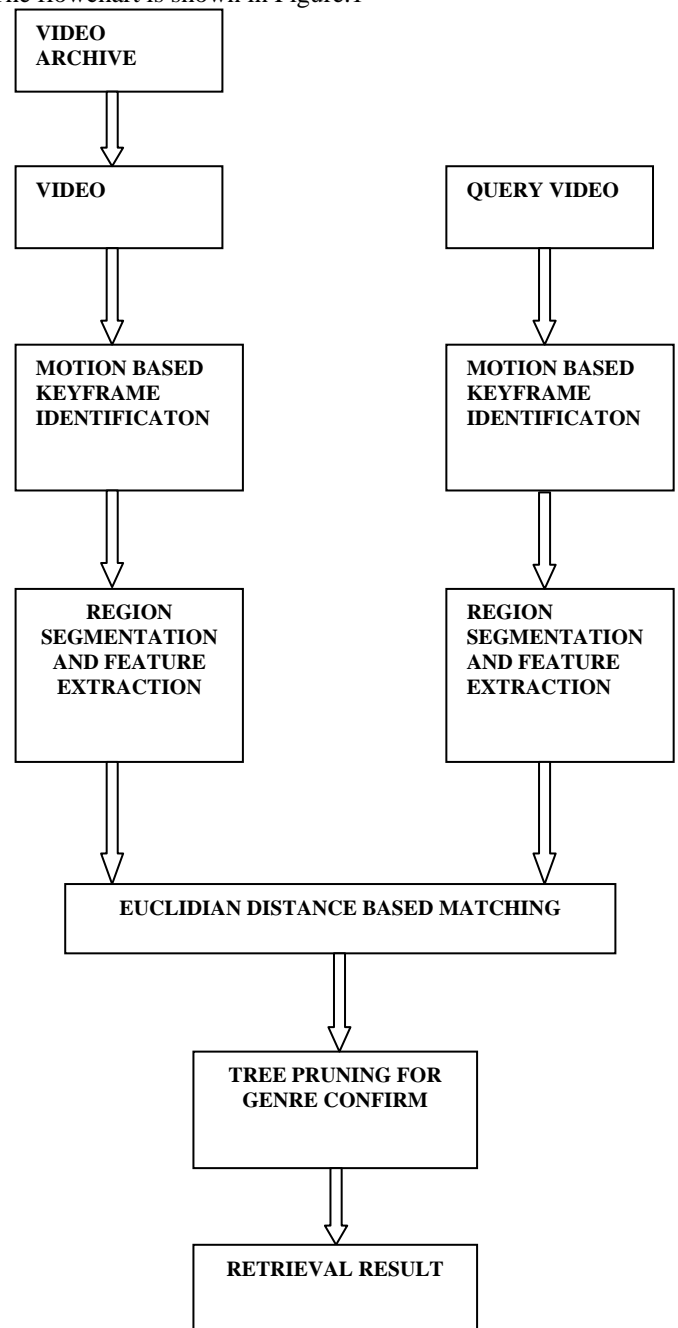 The flowchart is shown in Figure.1
VIDEO
ARCHIVE
VIDEO
QUERY VIDEO
MOTION BASED
KEYFRAME
IDENTIFICATON
MOTION BASED
KEYFRAME
IDENTIFICATON
REGION
SEGMENTATION
AND FEATURE
EXTRACTION
REGION
SEGMENTATION
AND FEATURE
EXTRACTION
EUCLIDIAN DISTANCE BASED MATCHING
TREE PRUNING FOR
GENRE CONFIRM
RETRIEVAL RESULT